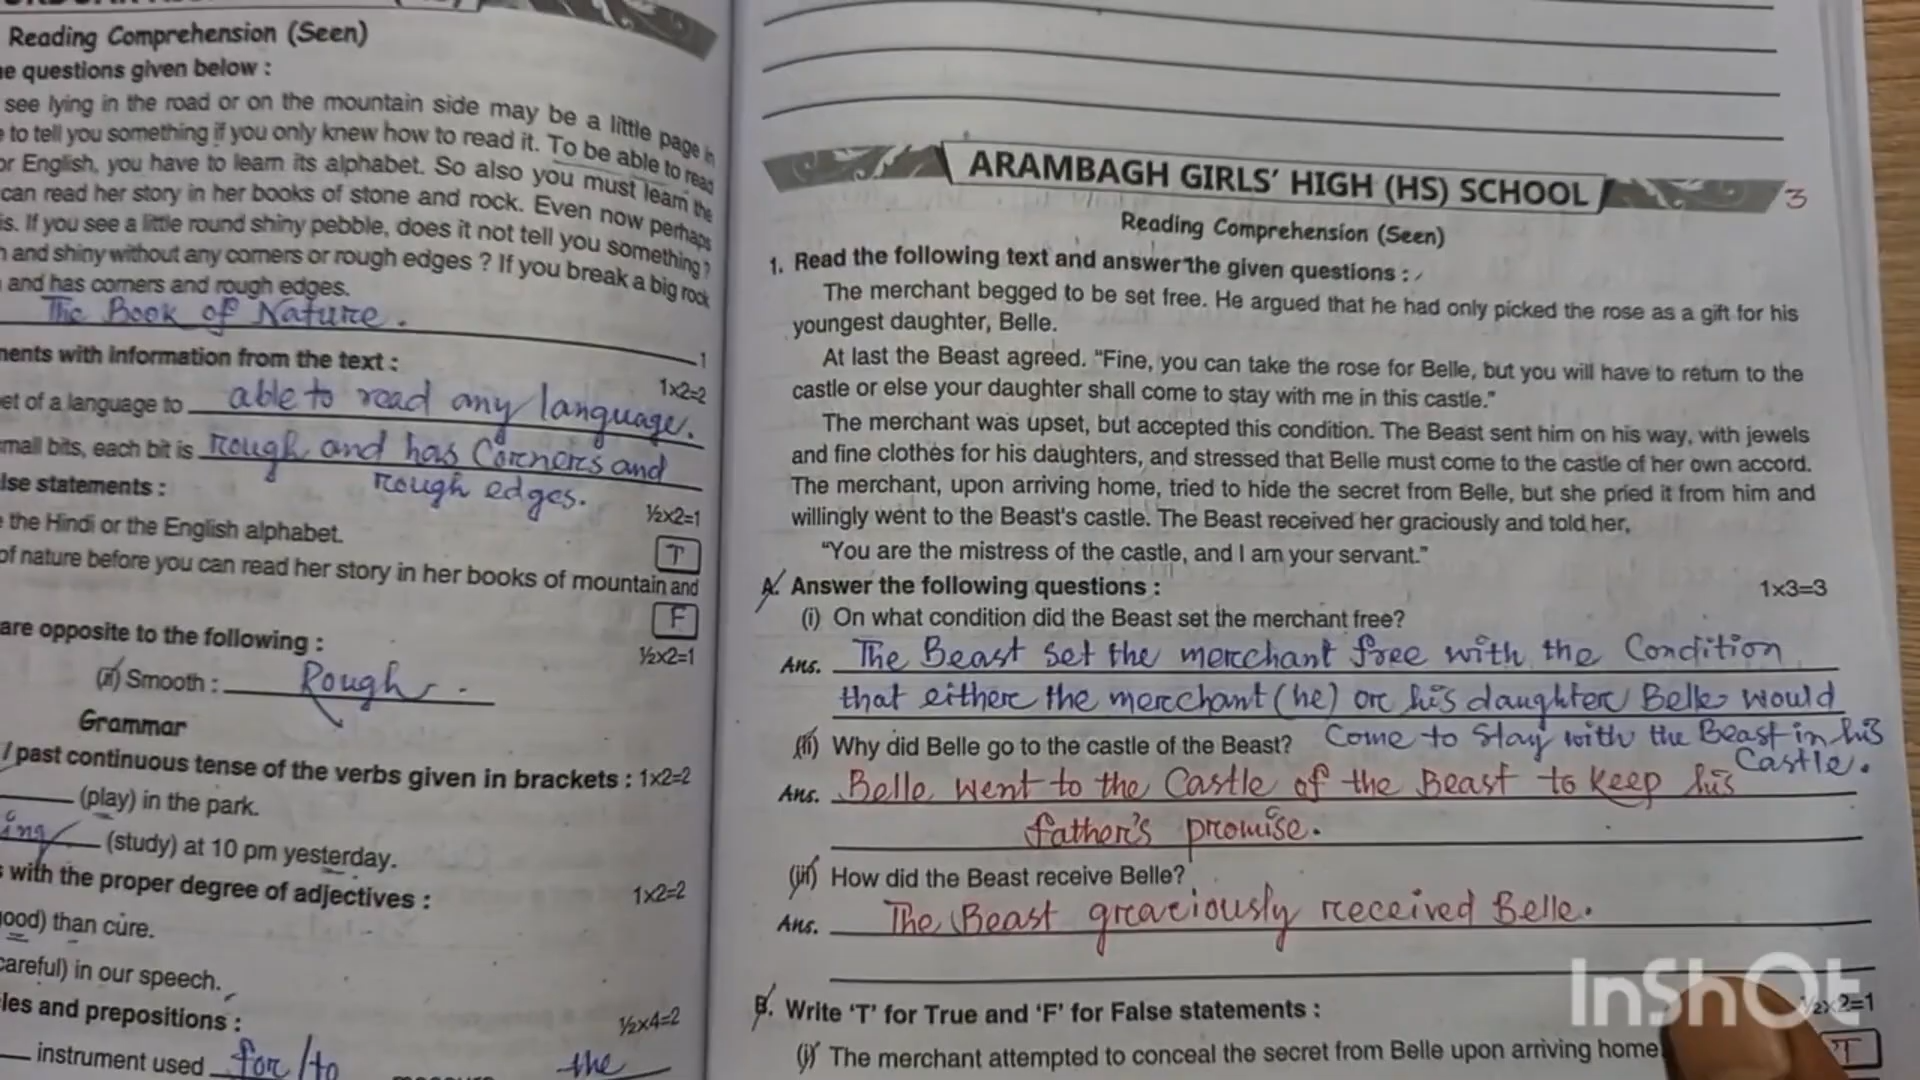 Reading Comprehension (Seen)
e questions given below :
see lying in the road or on the mountain side may be a little page in
e to tell you something if you only knew how to read it. To be able to read
or English, you have to learn its alphabet. So also you must learn the
can read her story in her books of stone and rock. Even now perhaps
is. If you see a little round shiny pebble, does it not tell you something ?
and shiny without any corners or rough edges ? If you break a big rock
and has corners and rough edges.
The Book of Nature.
1
ments with information from the text :
1x2=2
et of a language to able to read any language.
mall bits, each bit is rough and has Corners and
rough edges.
lse statements :
½x2=1
the Hindi or the English alphabet.
T
of nature before you can read her story in her books of mountain and
F
are opposite to the following :
½x2=1
(ii) Smooth : Rough.
Grammar
/ past continuous tense of the verbs given in brackets : 1x2=2
(play) in the park.
ing (study) at 10 pm yesterday.
with the proper degree of adjectives :
1x2=2
ood) than cure.
careful) in our speech.
les and prepositions :
½x4=2
instrument used for/to the
ARAMBAGH GIRLS' HIGH (HS) SCHOOL
3
Reading Comprehension (Seen)
1. Read the following text and answer the given questions :
The merchant begged to be set free. He argued that he had only picked the rose as a gift for his
youngest daughter, Belle.
At last the Beast agreed. "Fine, you can take the rose for Belle, but you will have to return to the
castle or else your daughter shall come to stay with me in this castle."
The merchant was upset, but accepted this condition. The Beast sent him on his way, with jewels
and fine clothes for his daughters, and stressed that Belle must come to the castle of her own accord.
The merchant, upon arriving home, tried to hide the secret from Belle, but she pried it from him and
willingly went to the Beast's castle. The Beast received her graciously and told her,
"You are the mistress of the castle, and I am your servant."
A. Answer the following questions : 1x3=3
(i) On what condition did the Beast set the merchant free?
Ans. The Beast set the merchant free with the Condition
that either the merchant (he) or his daughter Belle would
Come to Stay with the Beast in his
Castle.
(ii) Why did Belle go to the castle of the Beast?
Ans. Belle went to the Castle of the Beast to keep his
father's promise.
(iii) How did the Beast receive Belle?
Ans. The Beast graciously received Belle.
B. Write 'T' for True and 'F' for False statements : ½x2=1
(i) The merchant attempted to conceal the secret from Belle upon arriving home
T
InShOt